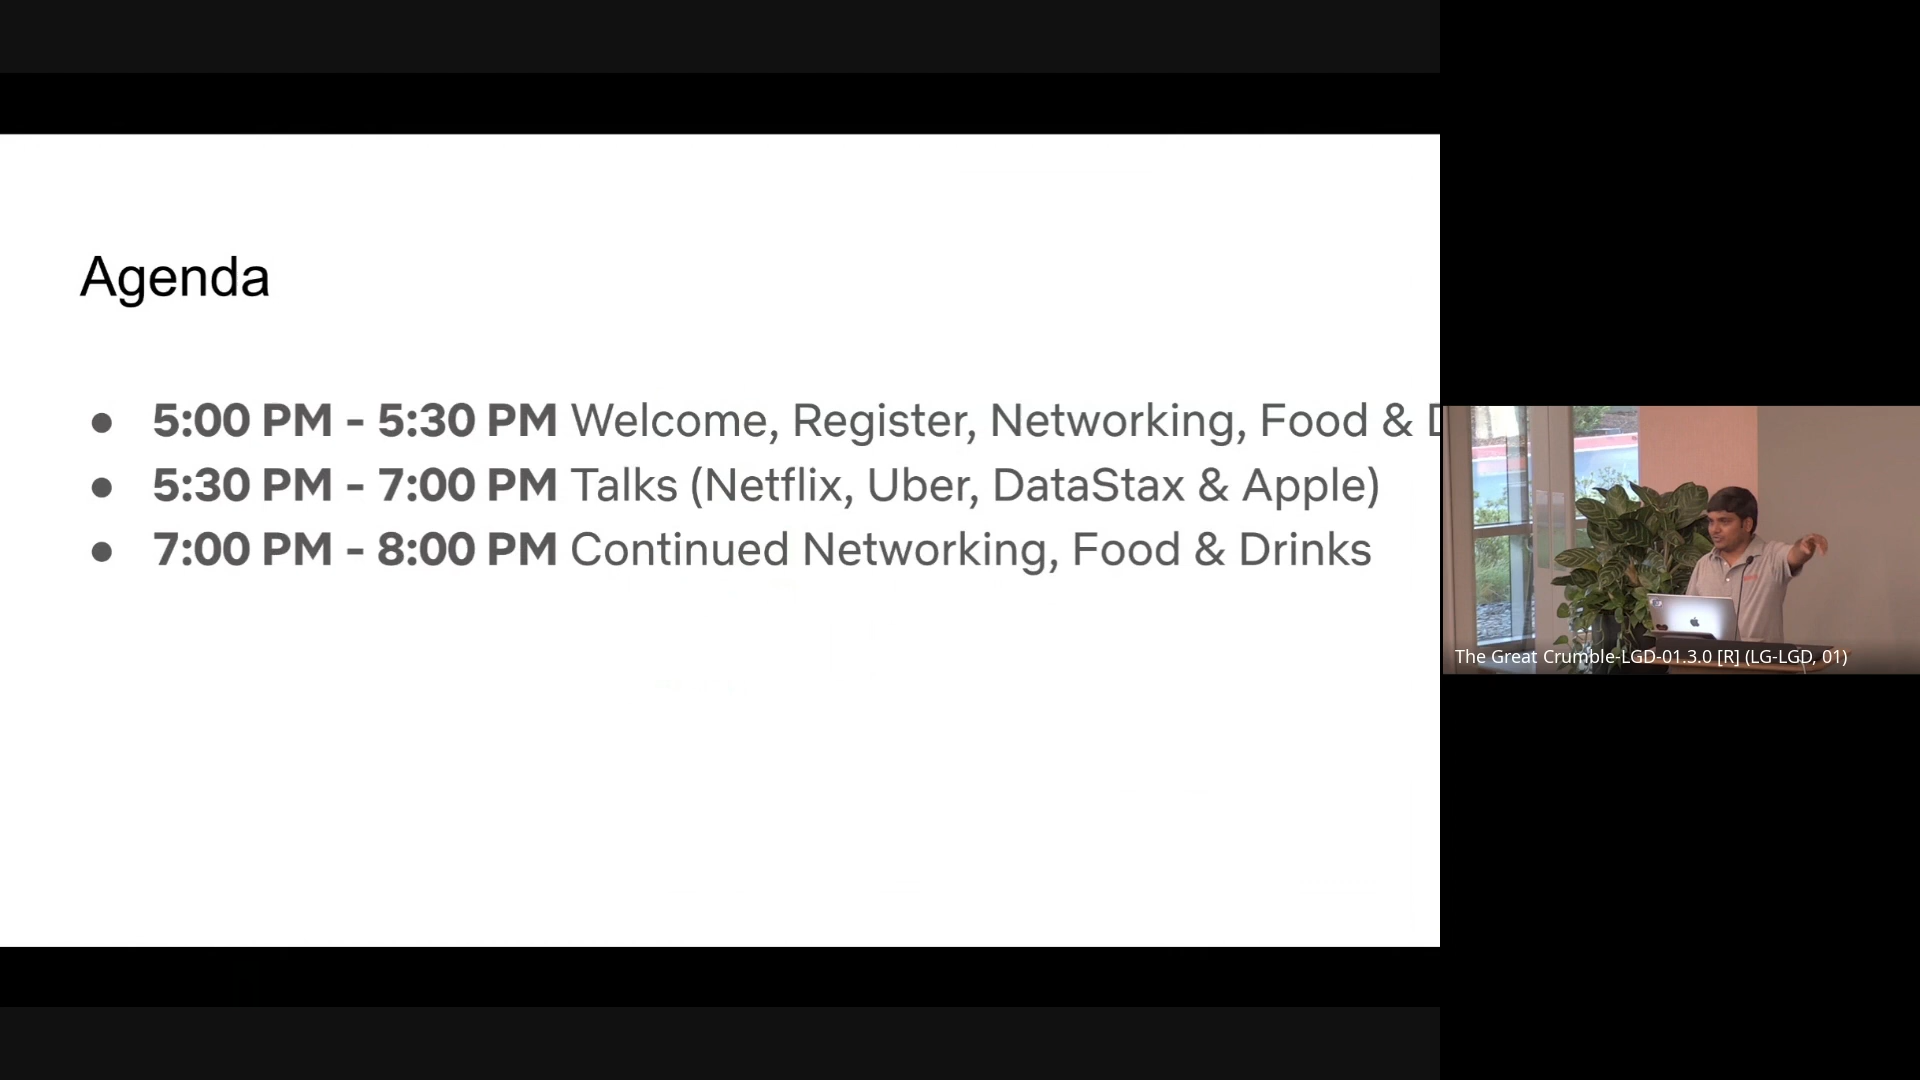 Agenda
● 5:00 PM - 5:30 PM Welcome, Register, Networking, Food &
● 5:30 PM - 7:00 PM Talks (Netflix, Uber, DataStax & Apple)
● 7:00 PM - 8:00 PM Continued Networking, Food & Drinks
The Great Crumble-LGD-01.3.0 [R] (LG-LGD, 01)